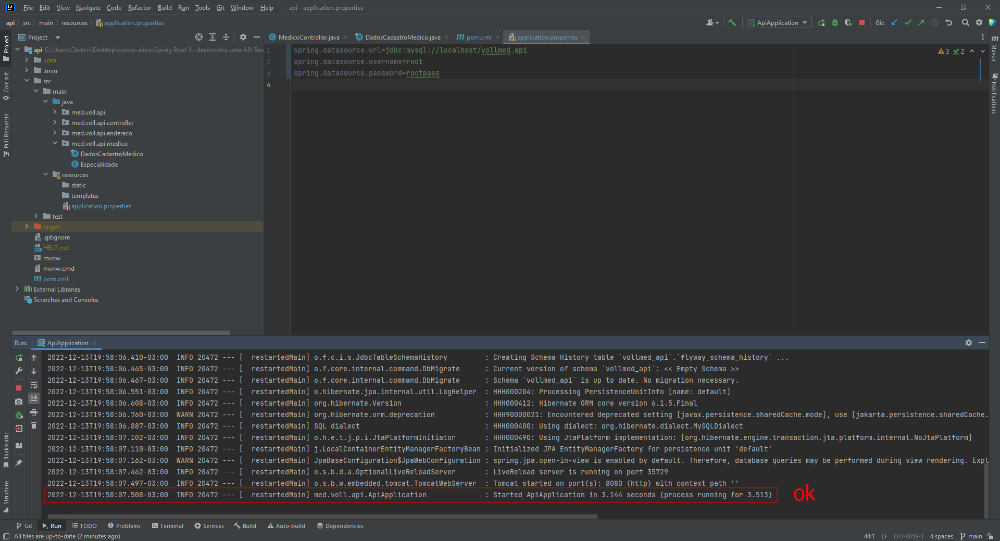 File Edit View Navigate Code Refactor Build Run Tools Git Window Help api - application.properties
api src main resources application.properties ApiApplication Git:
Project MedicoController.java DadosCadastroMedico.java pom.xml application.properties
api C:\Users\Cleiton\Desktop\cursos-alura\Spring Boot 3 - desenvolva uma API Res
.idea
.mvn
src
main
java
med.voll.api
med.voll.api.controller
med.voll.api.endereco
med.voll.api.medico
DadosCadastroMedico
Especialidade
resources
static
templates
application.properties
test
target
.gitignore
HELP.md
mvnw
mvnw.cmd
pom.xml
External Libraries
Scratches and Consoles
Project
Commit
Pull Requests
Bookmarks
Structure
1 spring.datasource.url=jdbc:mysql://localhost/vollmed_api
2 spring.datasource.username=root
3 spring.datasource.password=rootpass
4
3 2
Maven
Notifications
Run: ApiApplication
2022-12-13T19:58:06.410-03:00 INFO 20472 --- [ restartedMain] o.f.c.i.s.JdbcTableSchemaHistory : Creating Schema History table `vollmed_api`.`flyway_schema_history` ...
2022-12-13T19:58:06.465-03:00 INFO 20472 --- [ restartedMain] o.f.core.internal.command.DbMigrate : Current version of schema `vollmed_api`: << Empty Schema >>
2022-12-13T19:58:06.467-03:00 INFO 20472 --- [ restartedMain] o.f.core.internal.command.DbMigrate : Schema `vollmed_api` is up to date. No migration necessary.
2022-12-13T19:58:06.551-03:00 INFO 20472 --- [ restartedMain] o.hibernate.jpa.internal.util.LogHelper : HHH000204: Processing PersistenceUnitInfo [name: default]
2022-12-13T19:58:06.608-03:00 INFO 20472 --- [ restartedMain] org.hibernate.Version : HHH000412: Hibernate ORM core version 6.1.5.Final
2022-12-13T19:58:06.760-03:00 WARN 20472 --- [ restartedMain] org.hibernate.orm.deprecation : HHH90000021: Encountered deprecated setting [javax.persistence.sharedCache.mode], use [jakarta.persistence.sharedCache.
2022-12-13T19:58:06.887-03:00 INFO 20472 --- [ restartedMain] SQL dialect : HHH000400: Using dialect: org.hibernate.dialect.MySQLDialect
2022-12-13T19:58:07.102-03:00 INFO 20472 --- [ restartedMain] o.h.e.t.j.p.i.JtaPlatformInitiator : HHH000490: Using JtaPlatform implementation: [org.hibernate.engine.transaction.jta.platform.internal.NoJtaPlatform]
2022-12-13T19:58:07.110-03:00 INFO 20472 --- [ restartedMain] j.LocalContainerEntityManagerFactoryBean : Initialized JPA EntityManagerFactory for persistence unit 'default'
2022-12-13T19:58:07.162-03:00 WARN 20472 --- [ restartedMain] JpaBaseConfiguration$JpaWebConfiguration : spring.jpa.open-in-view is enabled by default. Therefore, database queries may be performed during view rendering. Expl
2022-12-13T19:58:07.462-03:00 INFO 20472 --- [ restartedMain] o.s.b.d.a.OptionalLiveReloadServer : LiveReload server is running on port 35729
2022-12-13T19:58:07.497-03:00 INFO 20472 --- [ restartedMain] o.s.b.w.embedded.tomcat.TomcatWebServer : Tomcat started on port(s): 8080 (http) with context path ''
2022-12-13T19:58:07.508-03:00 INFO 20472 --- [ restartedMain] med.voll.api.ApiApplication : Started ApiApplication in 3.144 seconds (process running for 3.513) ok
Git Run TODO Problems Terminal Services Build Auto-build Dependencies
All files are up-to-date (2 minutes ago) 44:1 LF ISO-8859-1 4 spaces main